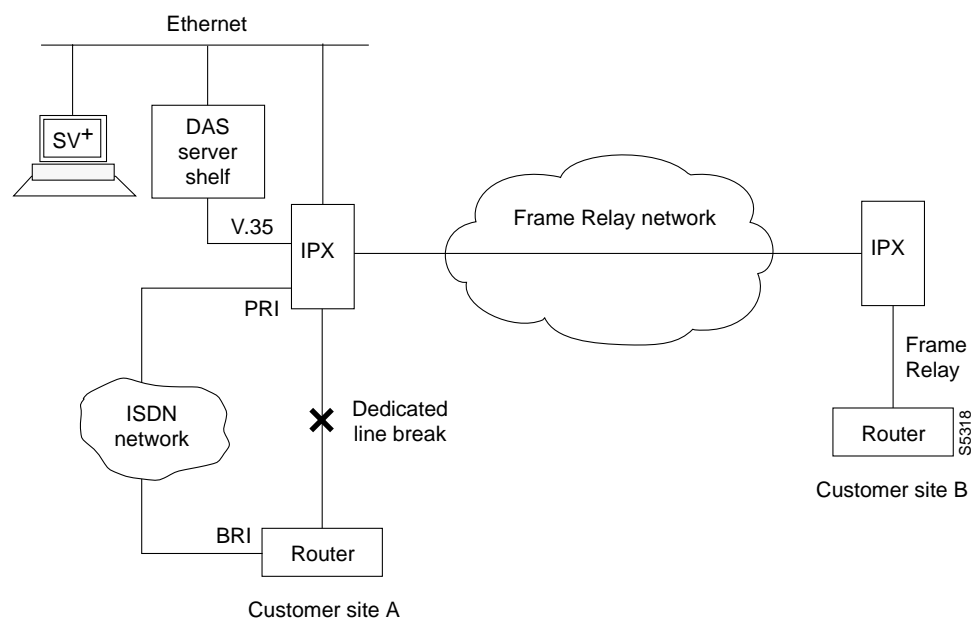 Ethernet
SV+
DAS
server
shelf
V.35
IPX
Frame Relay network
IPX
PRI
Frame
Relay
ISDN
network
Dedicated
line break
Router
S5318
Customer site B
BRI
Router
Customer site A